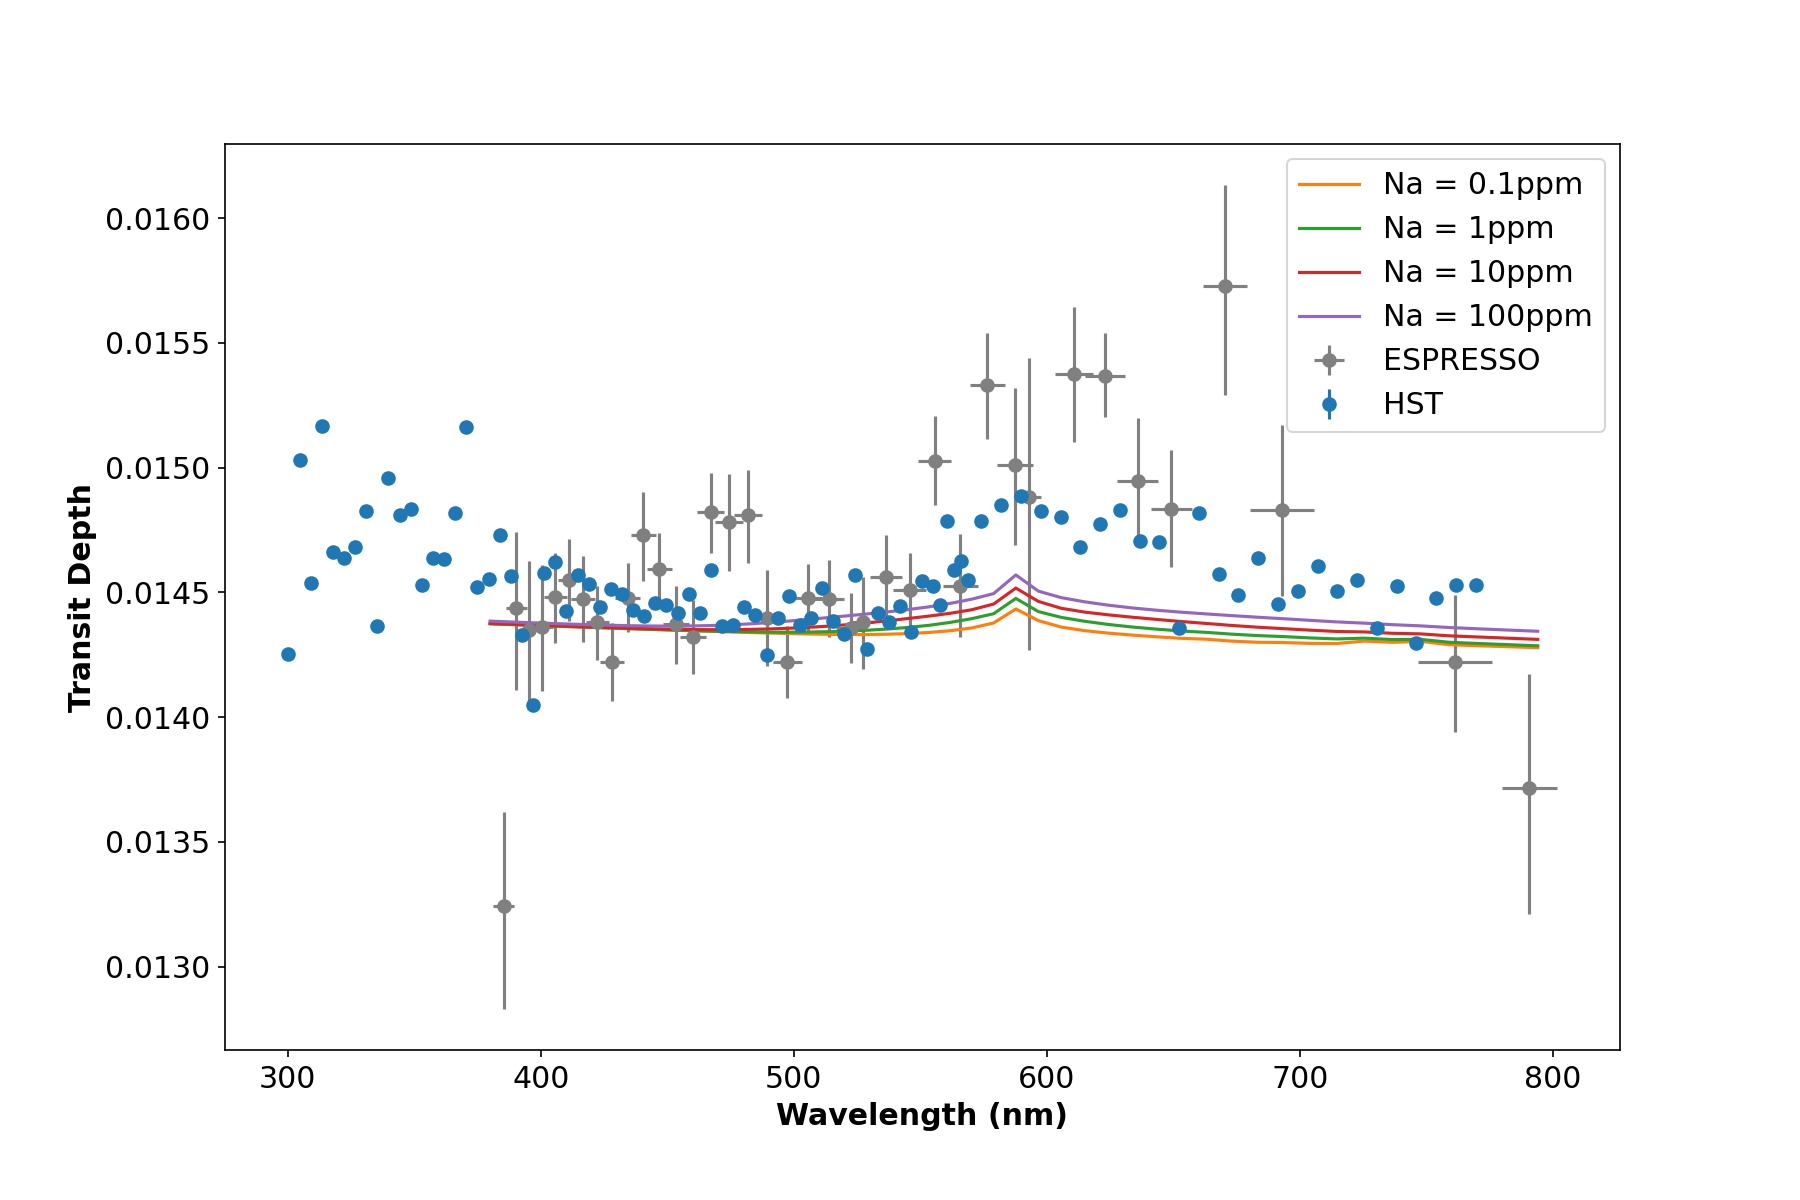 Na = 0.1ppm
Na = 1ppm
Na = 10ppm
Na = 100ppm
ESPRESSO
HST
0.0160
0.0155
0.0150
0.0145
0.0140
0.0135
0.0130
Transit Depth
300 400 500 600 700 800
Wavelength (nm)